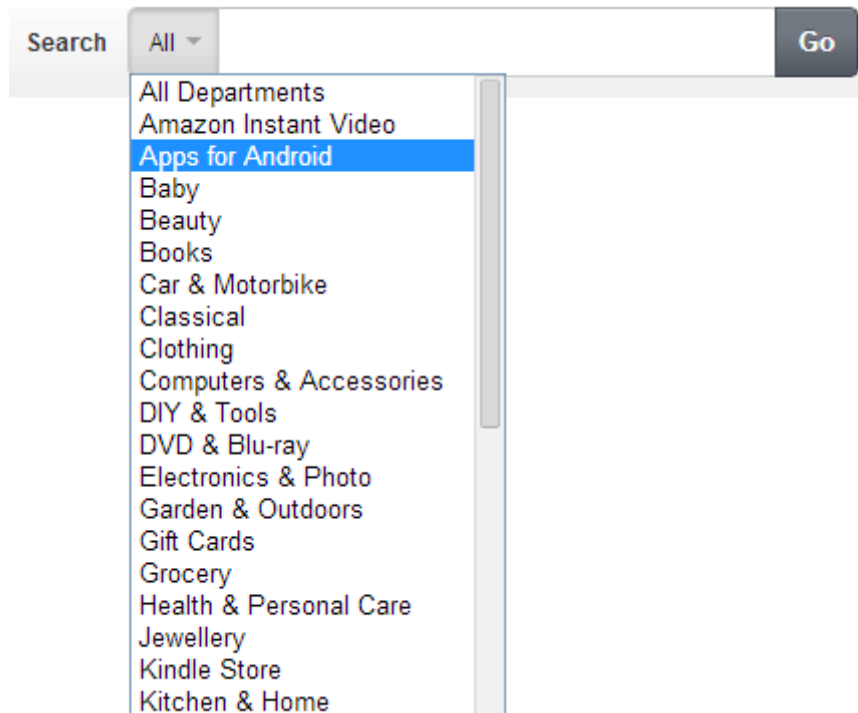 Search All Go
All Departments
Amazon Instant Video
Apps for Android
Baby
Beauty
Books
Car & Motorbike
Classical
Clothing
Computers & Accessories
DIY & Tools
DVD & Blu-ray
Electronics & Photo
Garden & Outdoors
Gift Cards
Grocery
Health & Personal Care
Jewellery
Kindle Store
Kitchen & Home